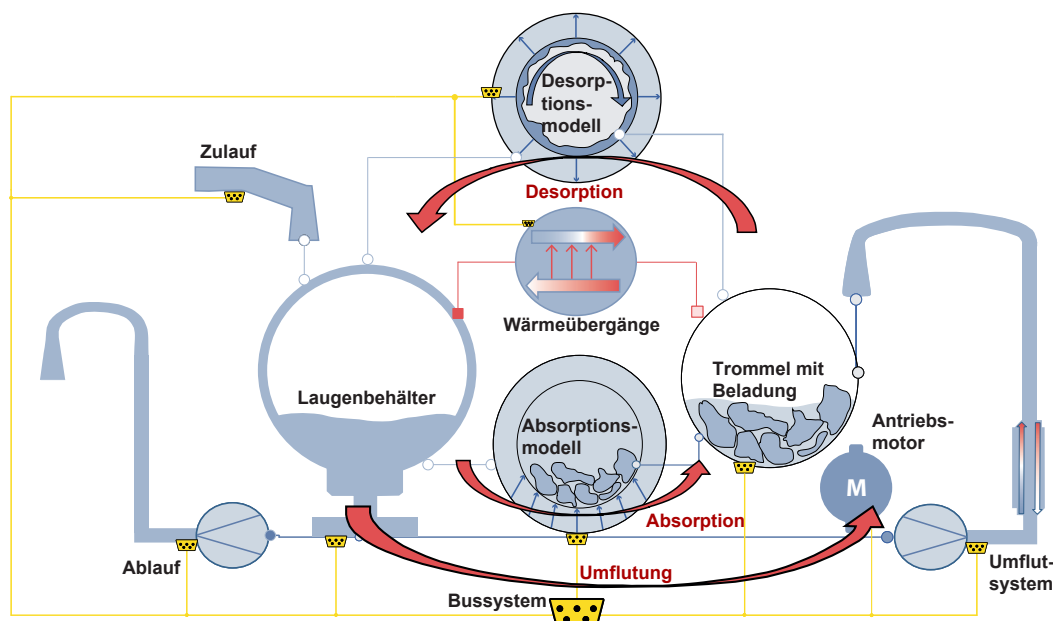 Desorp-
tions-
modell
Zulauf
Desorption
Wärmeübergänge
Laugenbehälter
Trommel mit
Beladung
Absorptions-
modell
Antriebs-
motor
M
Absorption
Ablauf
Umflutung
Umflut-
system
Bussystem